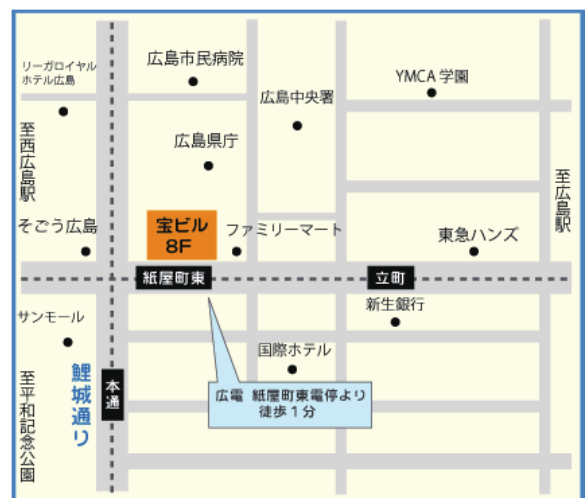 リーガロイヤル
ホテル広島
広島市民病院
広島中央署
YMCA 学園
至西広島駅
広島県庁
至広島駅
そごう広島
宝ビル
8F
ファミリーマート
東急ハンズ
紙屋町東
立町
サンモール
新生銀行
国際ホテル
至平和記念公園
鯉城通り
本通
広電 紙屋町東電停より
徒歩１分